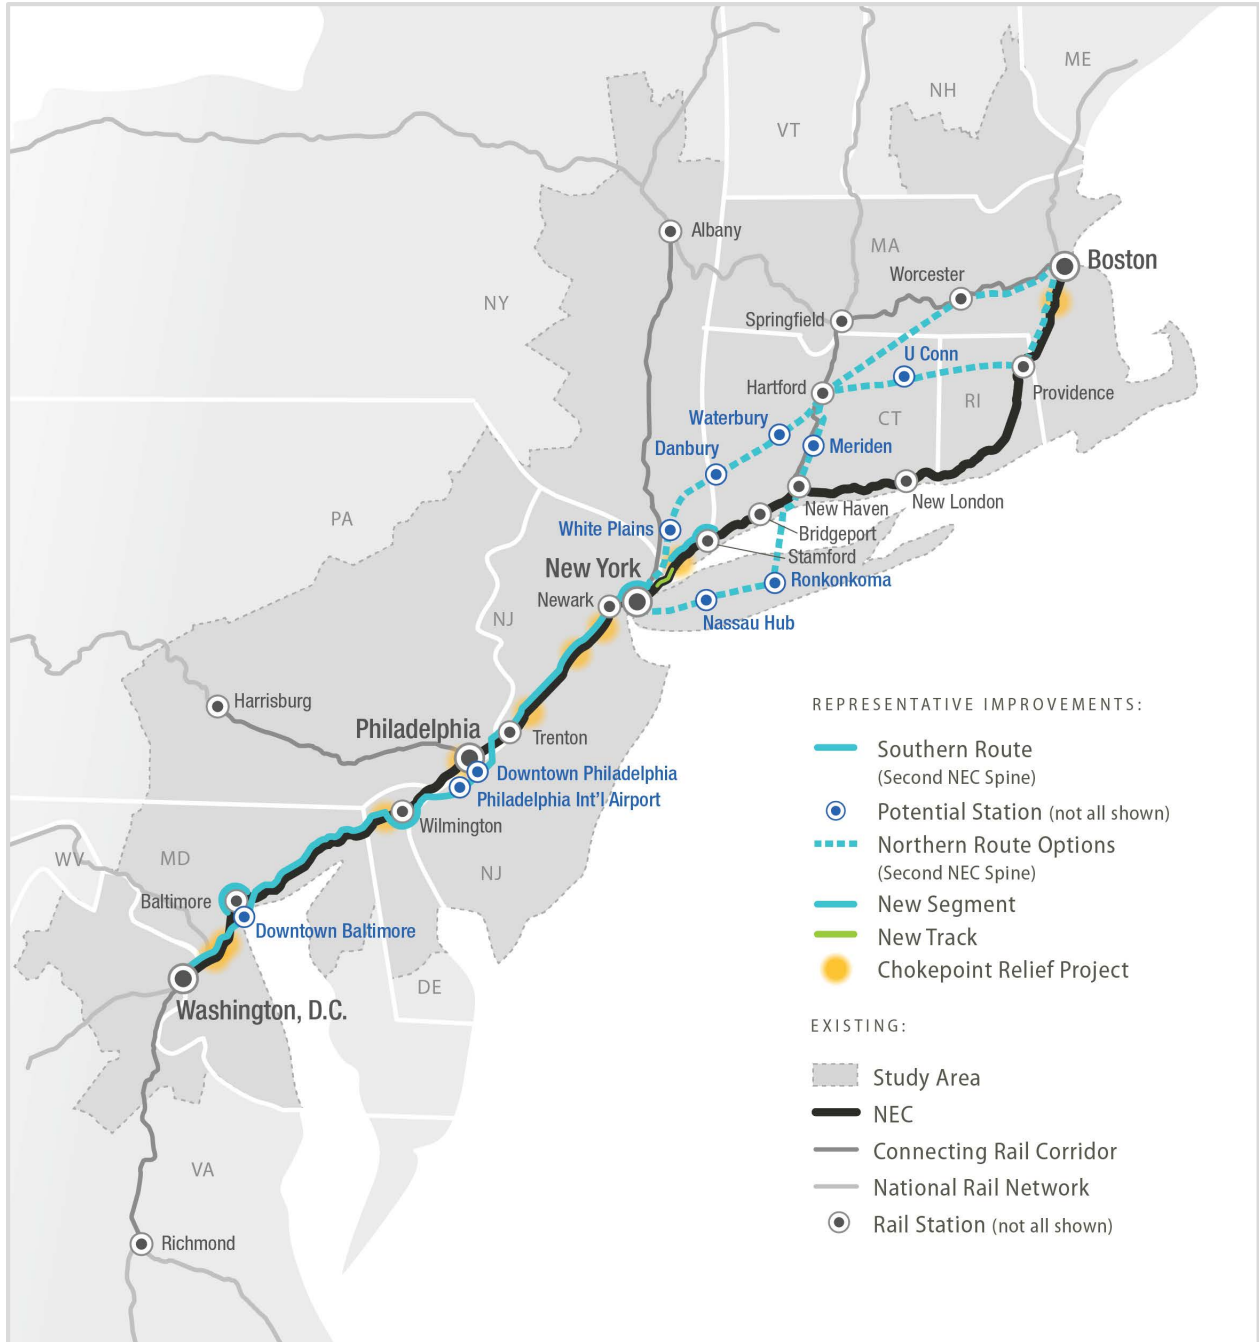 ME
NH
VT
Albany
MA
Boston
Worcester
NY
Springfield
U Conn
Hartford
Providence
RI
CT
Waterbury
Meriden
Danbury
New London
New Haven
PA
White Plains
Bridgeport
Stamford
New York
Ronkonkoma
Newark
Nassau Hub
NJ
Harrisburg
Philadelphia
Trenton
Downtown Philadelphia
Philadelphia Int'l Airport
Wilmington
WV
MD
NJ
Baltimore
Downtown Baltimore
DE
Washington, D.C.
VA
Richmond
REPRESENTATIVE IMPROVEMENTS:
Southern Route
(Second NEC Spine)
Potential Station (not all shown)
Northern Route Options
(Second NEC Spine)
New Segment
New Track
Chokepoint Relief Project
EXISTING:
Study Area
NEC
Connecting Rail Corridor
National Rail Network
Rail Station (not all shown)